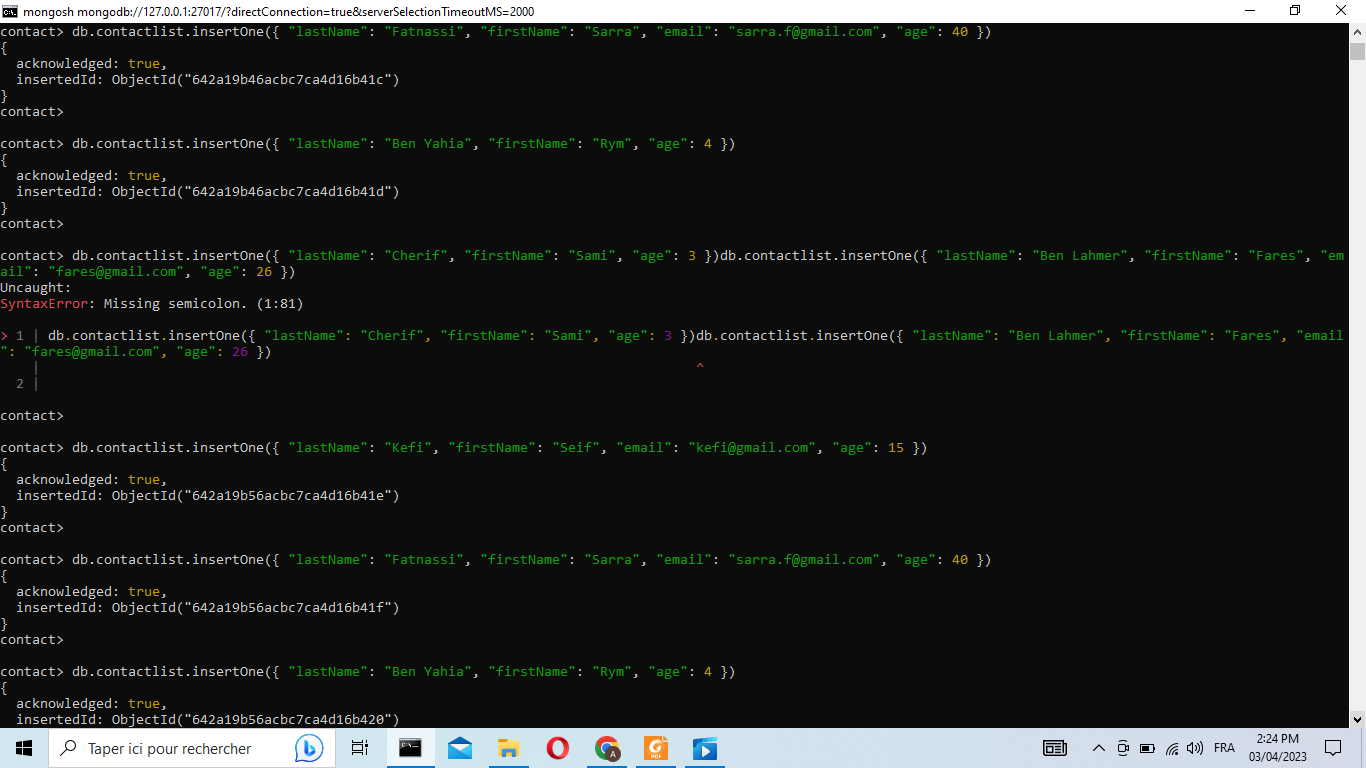 mongosh mongodb://127.0.0.1:27017/?directConnection=true&serverSelectionTimeoutMS=2000
contact> db.contactlist.insertOne({ "lastName": "Fatnassi", "firstName": "Sarra", "email": "sarra.f@gmail.com", "age": 40 })
{
  acknowledged: true,
  insertedId: ObjectId("642a19b46acbc7ca4d16b41c")
}
contact>
contact> db.contactlist.insertOne({ "lastName": "Ben Yahia", "firstName": "Rym", "age": 4 })
{
  acknowledged: true,
  insertedId: ObjectId("642a19b46acbc7ca4d16b41d")
}
contact>
contact> db.contactlist.insertOne({ "lastName": "Cherif", "firstName": "Sami", "age": 3 })db.contactlist.insertOne({ "lastName": "Ben Lahmer", "firstName": "Fares", "em
ail": "fares@gmail.com", "age": 26 })
Uncaught:
SyntaxError: Missing semicolon. (1:81)
> 1 | db.contactlist.insertOne({ "lastName": "Cherif", "firstName": "Sami", "age": 3 })db.contactlist.insertOne({ "lastName": "Ben Lahmer", "firstName": "Fares", "email
": "fares@gmail.com", "age": 26 })
    |                                                                                  ^
  2 |
contact>
contact> db.contactlist.insertOne({ "lastName": "Kefi", "firstName": "Seif", "email": "kefi@gmail.com", "age": 15 })
{
  acknowledged: true,
  insertedId: ObjectId("642a19b56acbc7ca4d16b41e")
}
contact>
contact> db.contactlist.insertOne({ "lastName": "Fatnassi", "firstName": "Sarra", "email": "sarra.f@gmail.com", "age": 40 })
{
  acknowledged: true,
  insertedId: ObjectId("642a19b56acbc7ca4d16b41f")
}
contact>
contact> db.contactlist.insertOne({ "lastName": "Ben Yahia", "firstName": "Rym", "age": 4 })
{
  acknowledged: true,
  insertedId: ObjectId("642a19b56acbc7ca4d16b420")
Taper ici pour rechercher
A
PDF
FRA
2:24 PM
03/04/2023